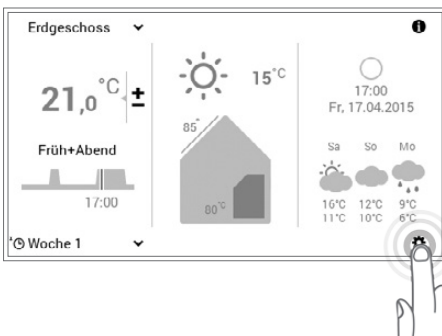 Erdgeschoss
21,0 °C ±
Früh+Abend
17:00
Woche 1
15°C
85°
80°C
17:00
Fr, 17.04.2015
Sa So Mo
16°C 12°C 9°C
11°C 10°C 6°C